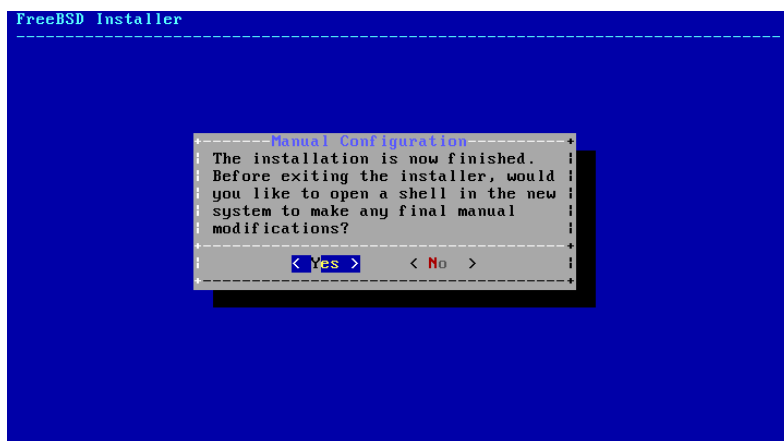 FreeBSD Installer
Manual Configuration
The installation is now finished.
Before exiting the installer, would
you like to open a shell in the new
system to make any final manual
modifications?
< Yes > < No >